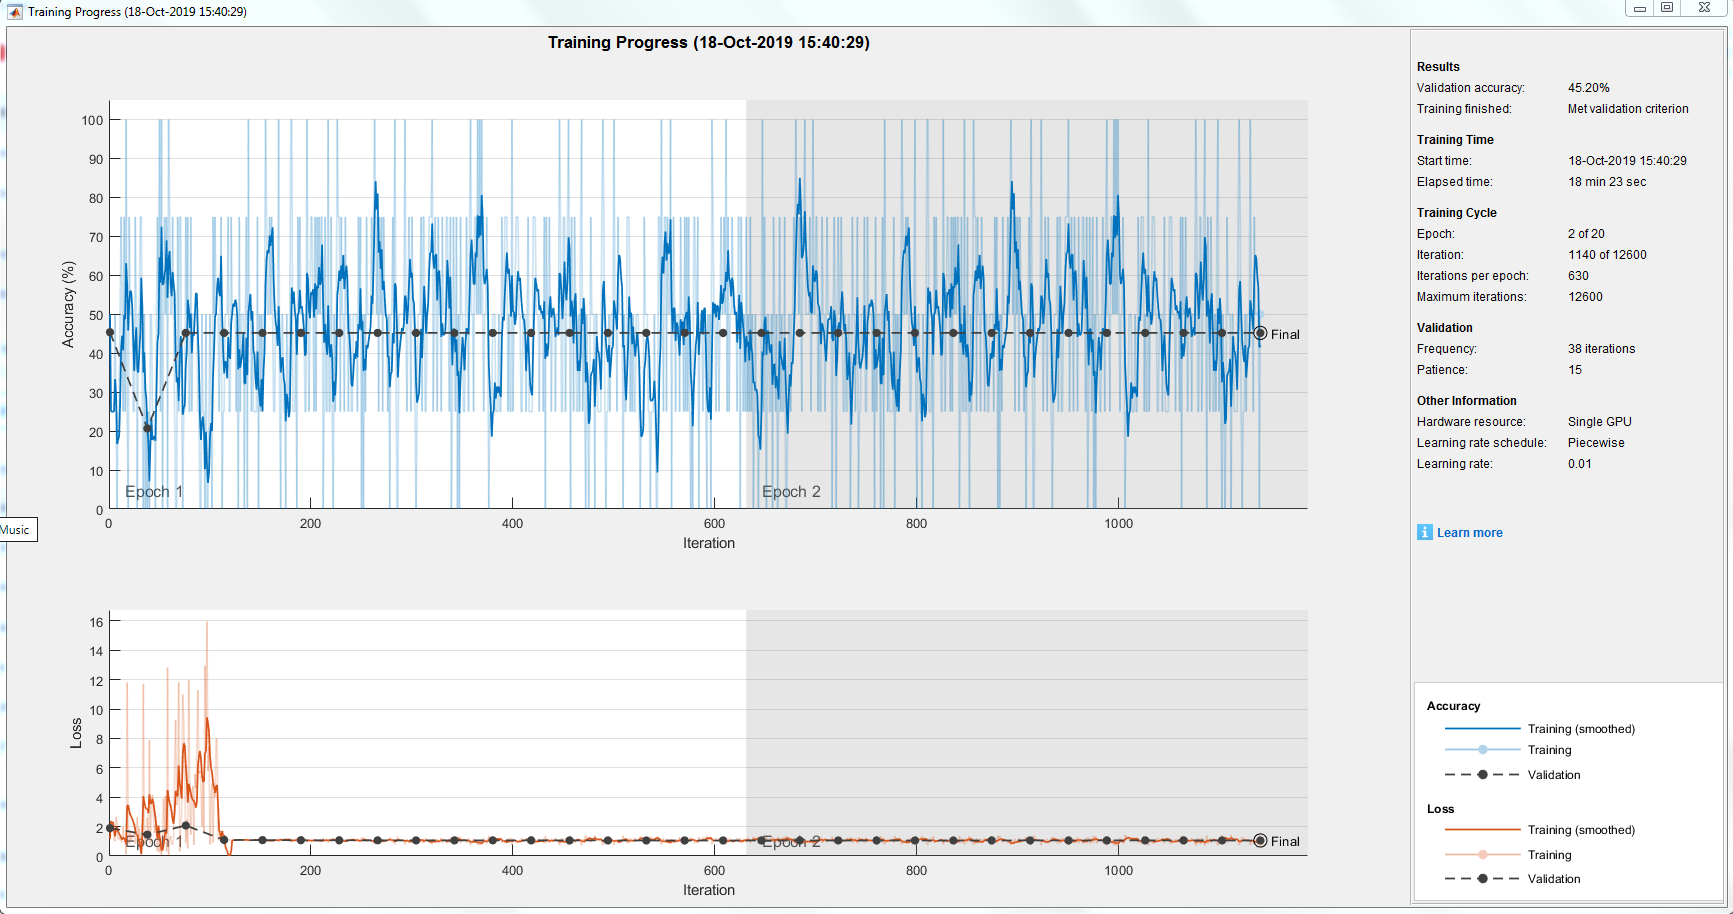 Training Progress (18-Oct-2019 15:40:29)
Training Progress (18-Oct-2019 15:40:29)
100
90
80
70
60
50
40
30
20
10
0
Accuracy (%)
Epoch 1
Epoch 2
Final
0 200 400 600 800 1000
Iteration
Music
16
14
12
10
8
6
4
2
0
Loss
Epoch 1
Epoch 2
Final
0 200 400 600 800 1000
Iteration
Results
Validation accuracy: 45.20%
Training finished: Met validation criterion
Training Time
Start time: 18-Oct-2019 15:40:29
Elapsed time: 18 min 23 sec
Training Cycle
Epoch: 2 of 20
Iteration: 1140 of 12600
Iterations per epoch: 630
Maximum iterations: 12600
Validation
Frequency: 38 iterations
Patience: 15
Other Information
Hardware resource: Single GPU
Learning rate schedule: Piecewise
Learning rate: 0.01
i Learn more
Accuracy
Training (smoothed)
Training
Validation
Loss
Training (smoothed)
Training
Validation